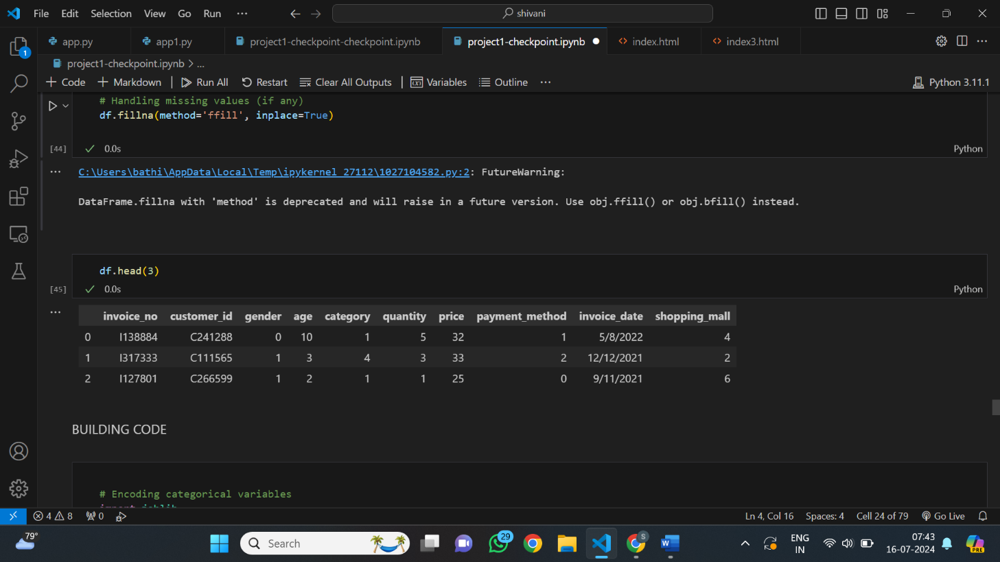 File Edit Selection View Go Run ··· shivani
app.py app1.py project1-checkpoint-checkpoint.ipynb project1-checkpoint.ipynb index.html index3.html
1
project1-checkpoint.ipynb > ...
+ Code + Markdown Run All Restart Clear All Outputs Variables Outline ··· Python 3.11.1
# Handling missing values (if any)
df.fillna(method='ffill', inplace=True)
[44] 0.0s Python
C:\Users\bathi\AppData\Local\Temp\ipykernel_27112\1027104582.py:2: FutureWarning:
DataFrame.fillna with 'method' is deprecated and will raise in a future version. Use obj.ffill() or obj.bfill() instead.
df.head(3)
[45] 0.0s Python
invoice_no customer_id gender age category quantity price payment_method invoice_date shopping_mall
0 I138884 C241288 0 10 1 5 32 1 5/8/2022 4
1 I317333 C111565 1 3 4 3 33 2 12/12/2021 2
2 I127801 C266599 1 2 1 1 25 0 9/11/2021 6
BUILDING CODE
# Encoding categorical variables
import joblib
4 8 0 Ln 4, Col 16 Spaces: 4 Cell 24 of 79 Go Live
79° Search 29 S W ENG 07:43
IN 16-07-2024 PRE